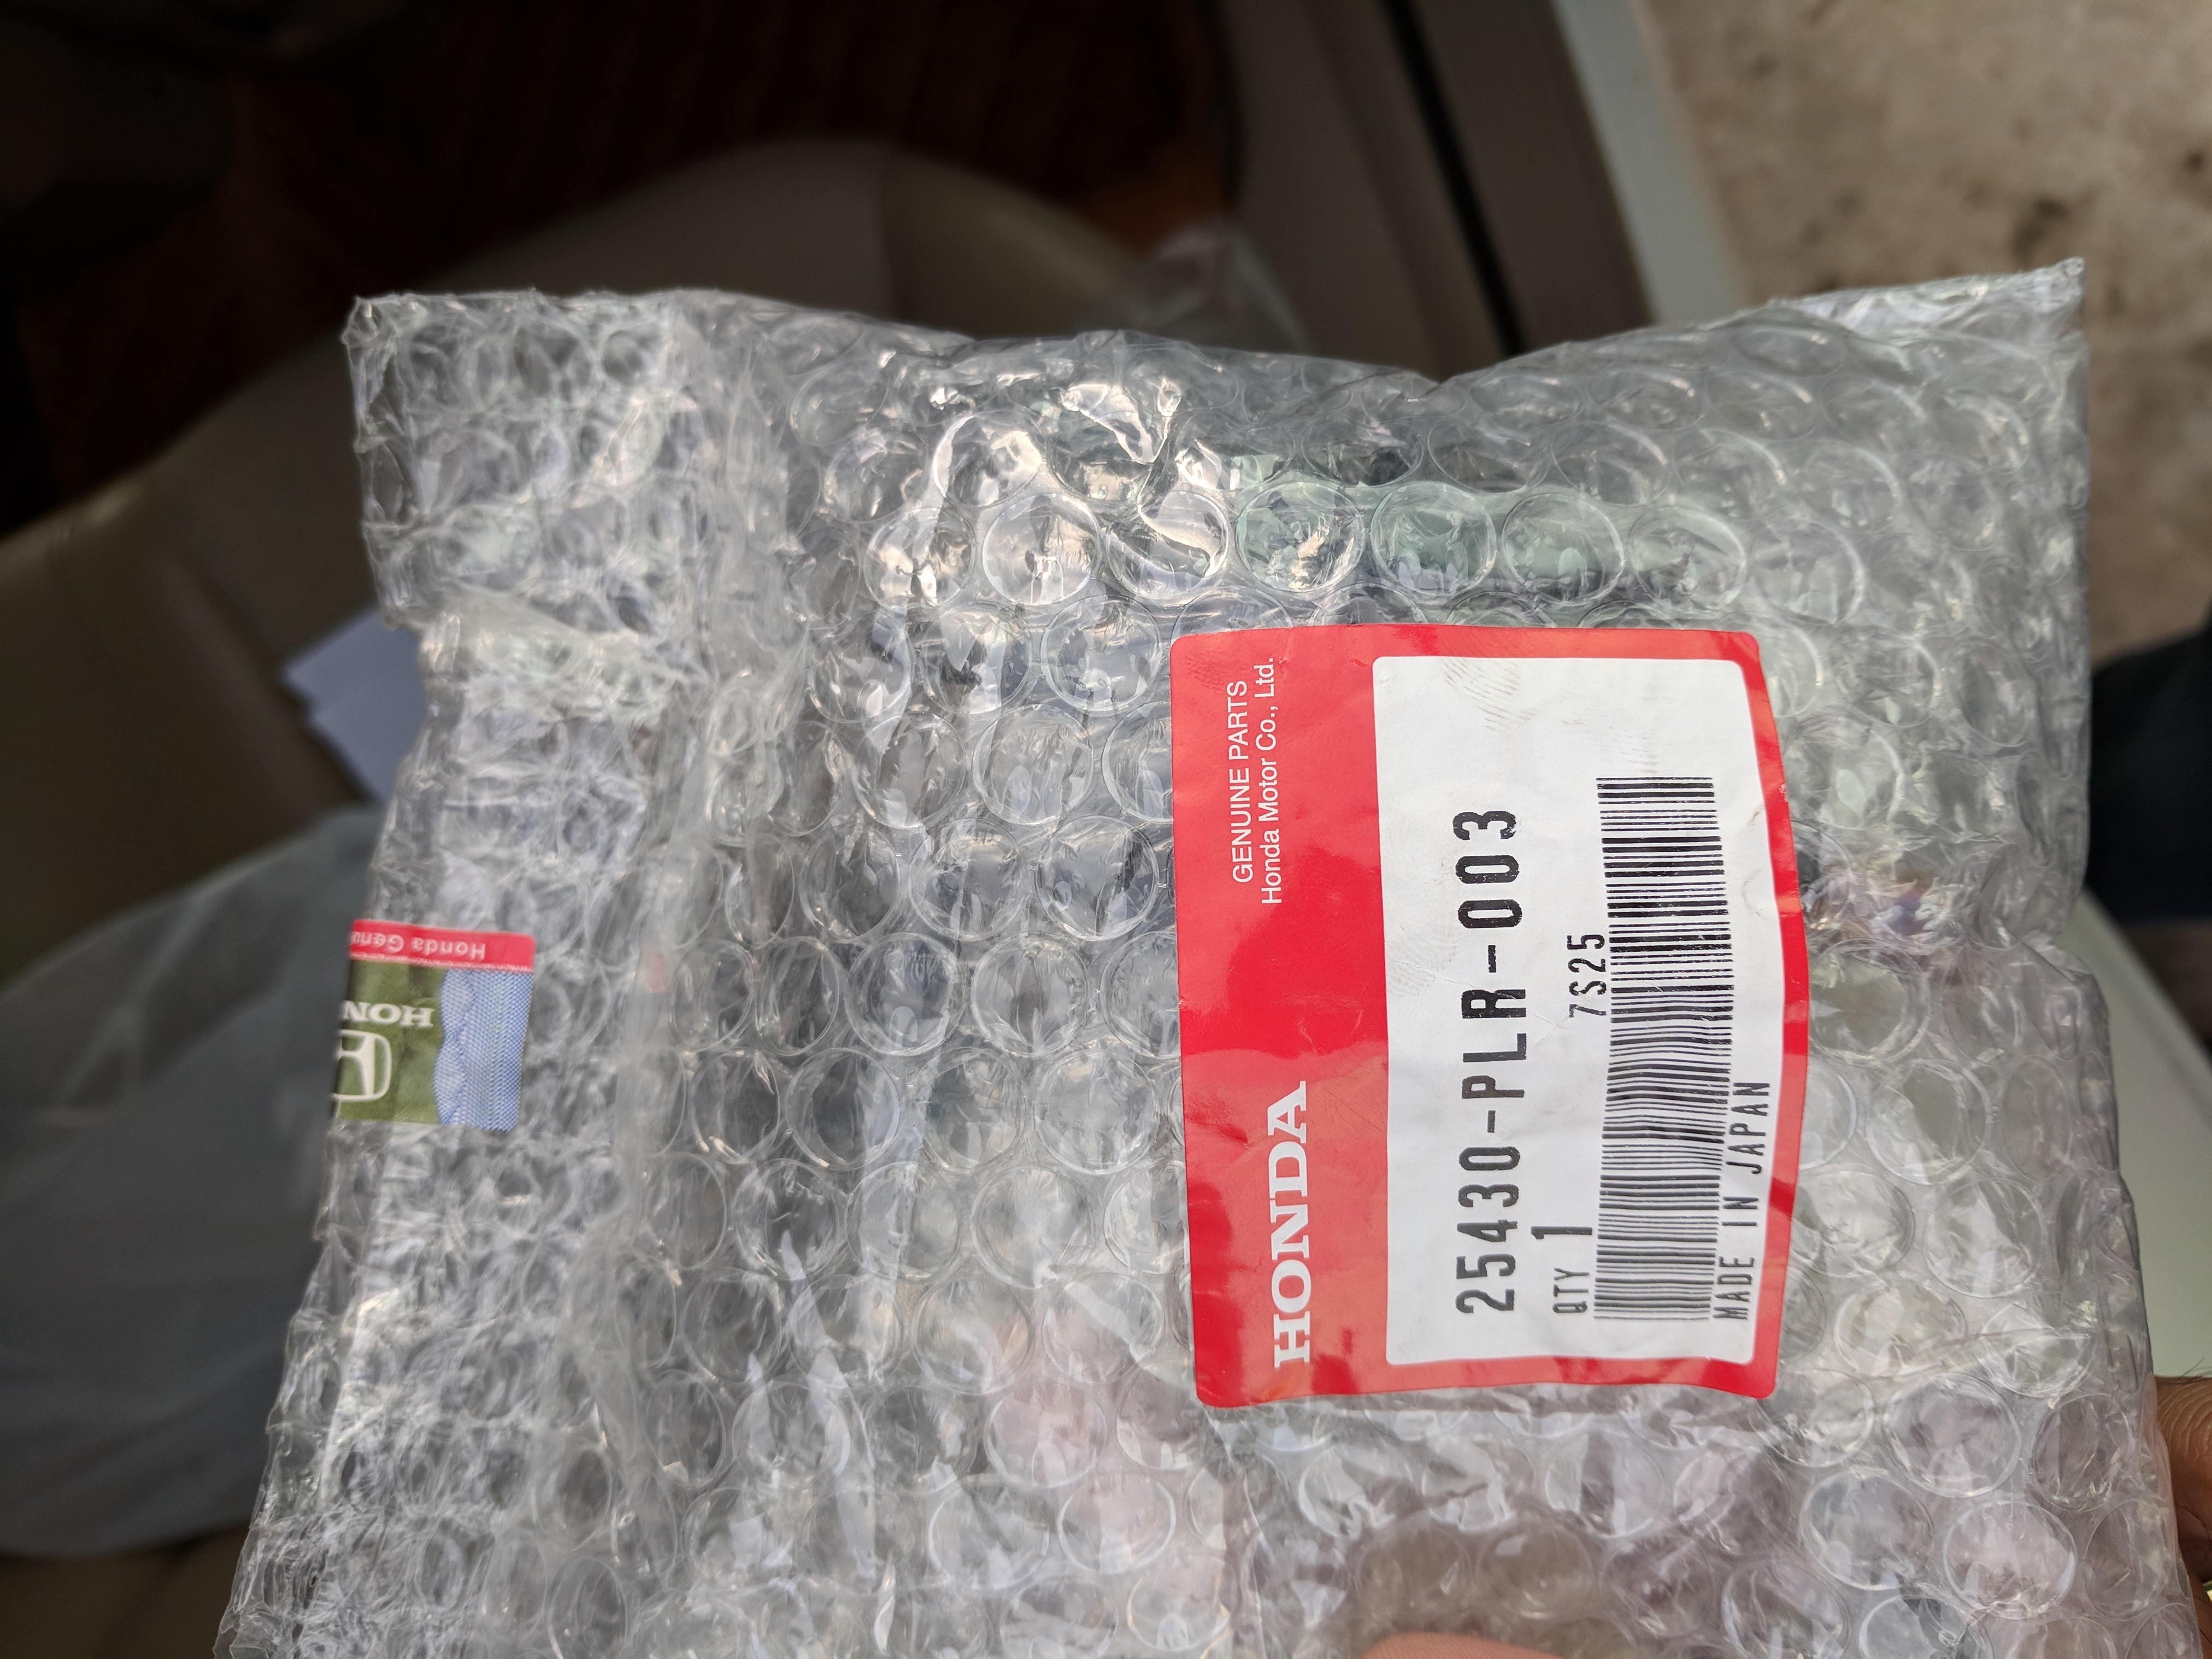 HONDA
GENUINE PARTS
Honda Motor Co., Ltd.
25430-PLR-003
QTY 1
7S25
MADE IN JAPAN
Honda Genu
HON